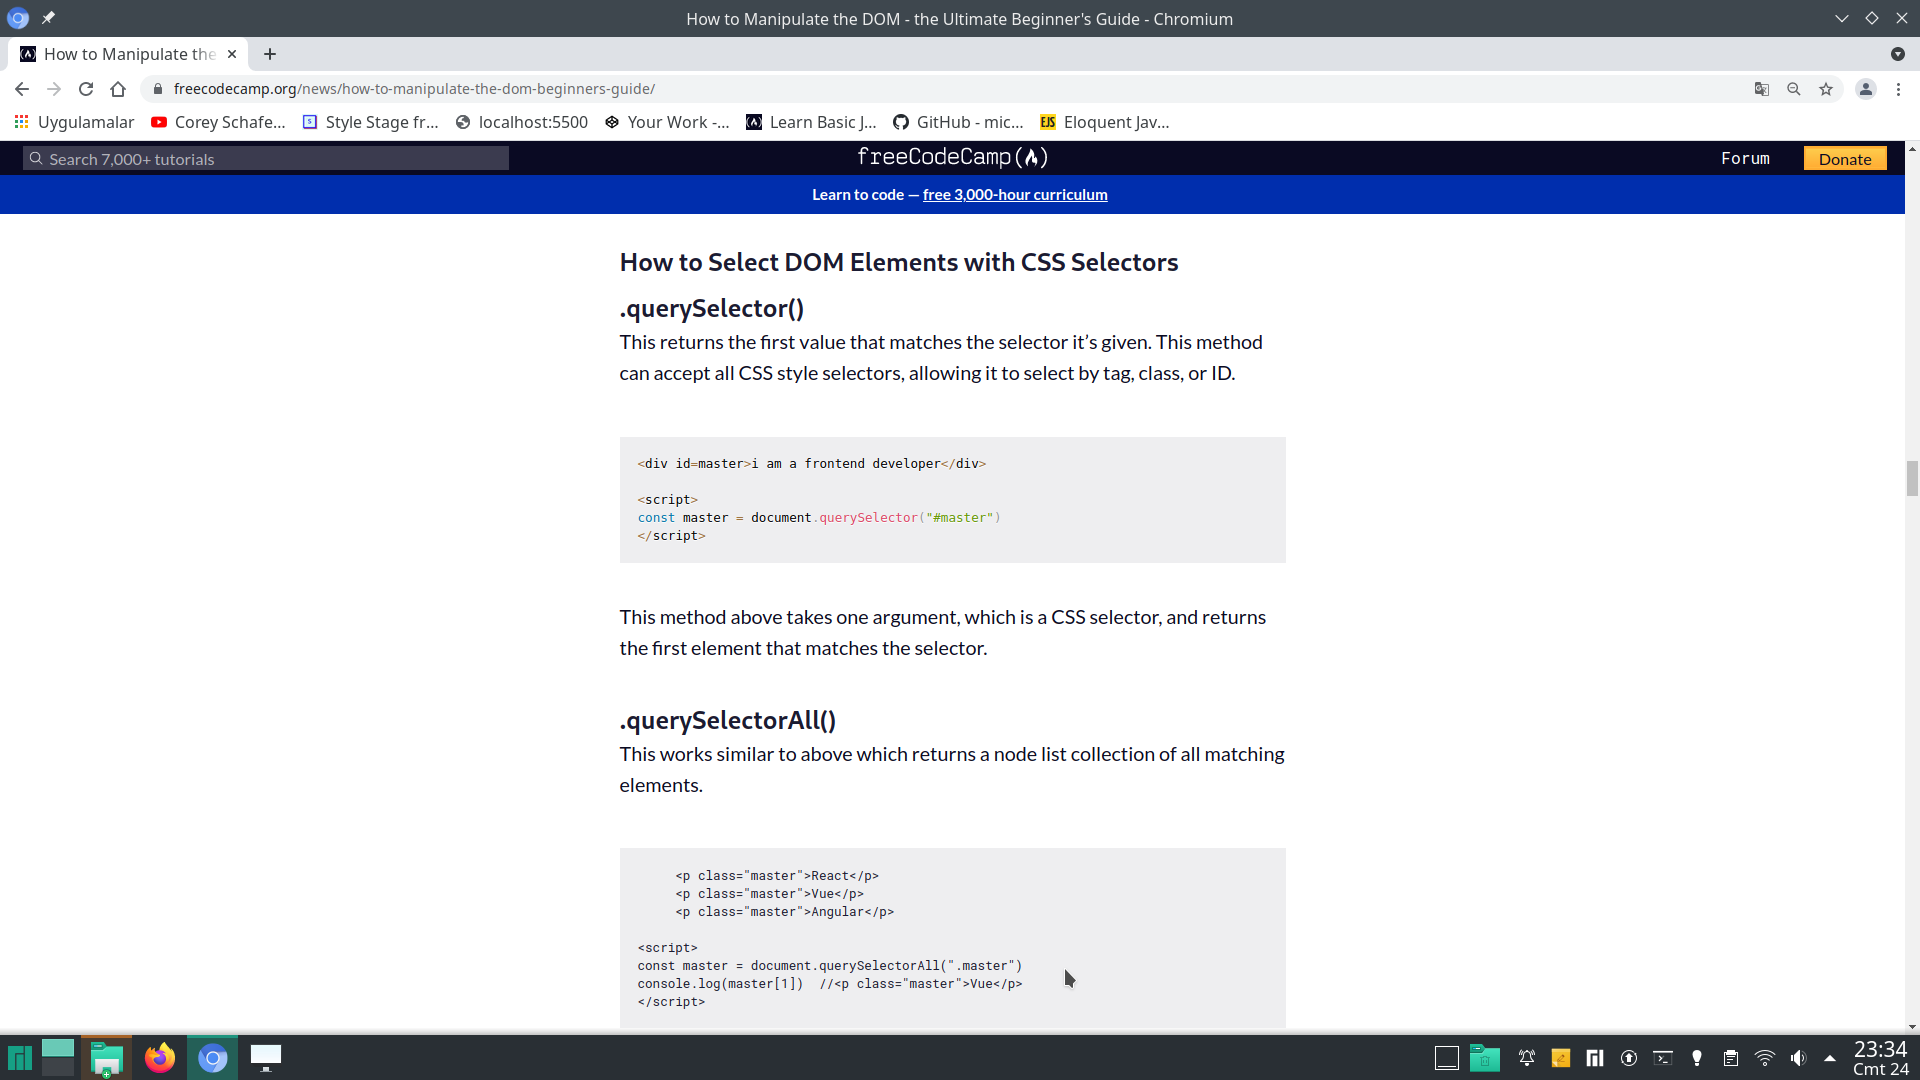 How to Manipulate the DOM - the Ultimate Beginner's Guide - Chromium
How to Manipulate the
freecodecamp.org/news/how-to-manipulate-the-dom-beginners-guide/
Uygulamalar Corey Schafe... Style Stage fr... localhost:5500 Your Work -... Learn Basic J... GitHub - mic... EJS Eloquent Jav...
Search 7,000+ tutorials freeCodeCamp Forum Donate
Learn to code — free 3,000-hour curriculum
How to Select DOM Elements with CSS Selectors
.querySelector()
This returns the first value that matches the selector it’s given. This method
can accept all CSS style selectors, allowing it to select by tag, class, or ID.
<div id=master>i am a frontend developer</div>
<script>
const master = document.querySelector("#master")
</script>
This method above takes one argument, which is a CSS selector, and returns
the first element that matches the selector.
.querySelectorAll()
This works similar to above which returns a node list collection of all matching
elements.
<p class="master">React</p>
<p class="master">Vue</p>
<p class="master">Angular</p>
<script>
const master = document.querySelectorAll(".master")
console.log(master[1])  //<p class="master">Vue</p>
</script>
23:34
Cmt 24